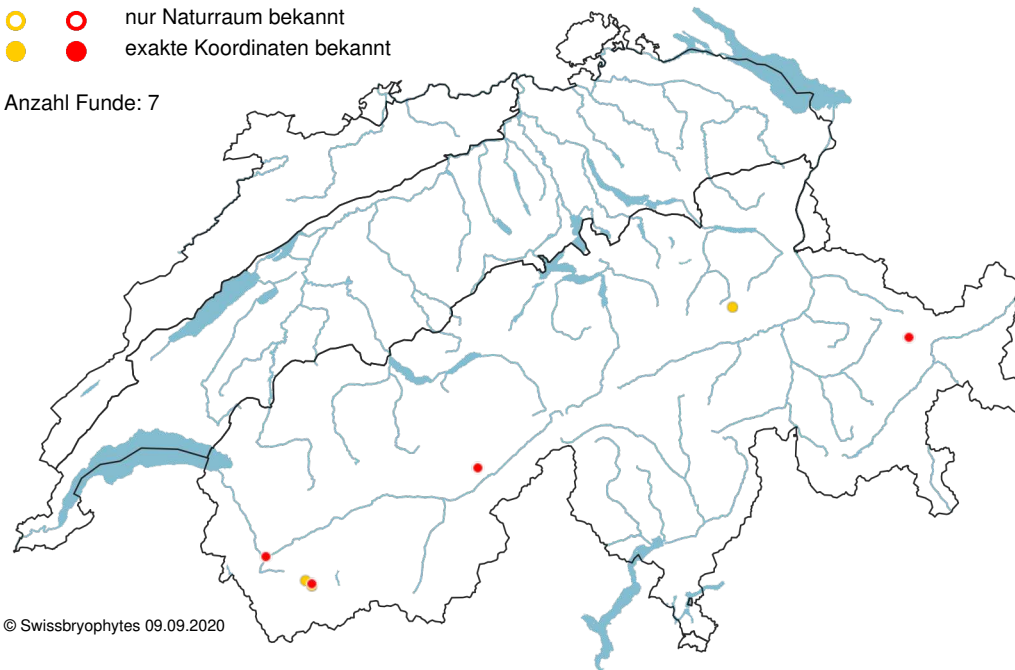 nur Naturraum bekannt
exakte Koordinaten bekannt
Anzahl Funde: 7
© Swissbryophytes 09.09.2020